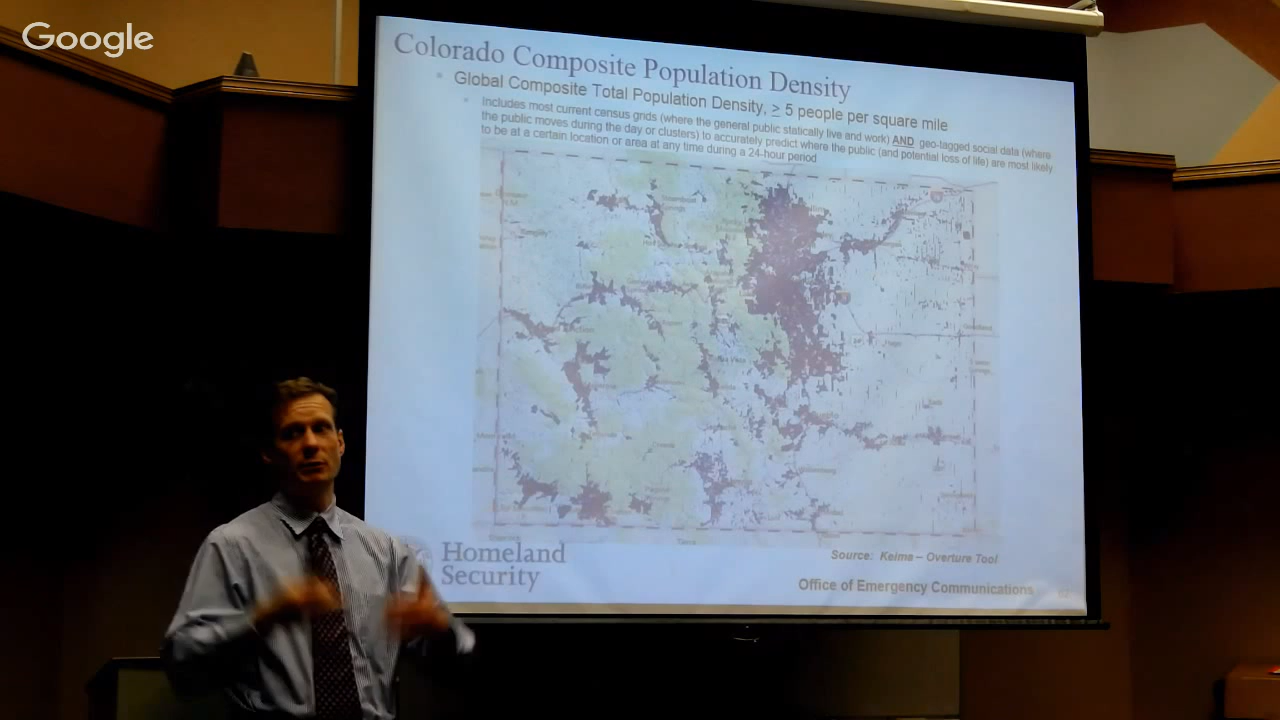 Google
Colorado Composite Population Density
Global Composite Total Population Density, ≥ 5 people per square mile
Includes most current census grids (where the general public statically live and work) AND geo-tagged social data (where
the public moves during the day or clusters) to accurately predict where the public (and potential loss of life) are most likely
to be at a certain location or area at any time during a 24-hour period
Homeland
Security
Source: Keima – Overture Tool
Office of Emergency Communications